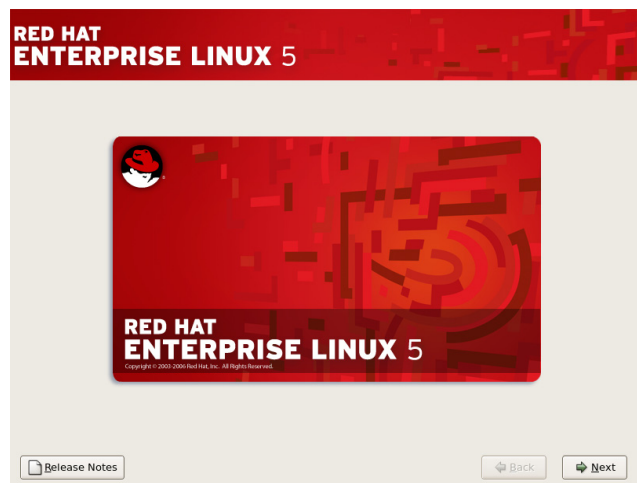 RED HAT
ENTERPRISE LINUX 5
RED HAT
ENTERPRISE LINUX 5
Copyright © 2003-2006 Red Hat, Inc. All Rights Reserved.
Release Notes
Back
Next